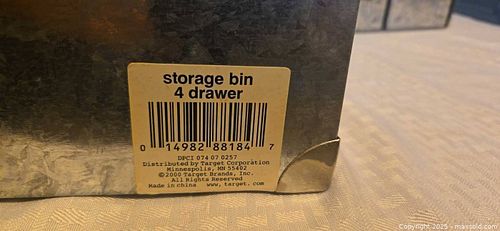 storage bin
4 drawer
0 14982 88184 7
DPCI 074 07 0257
Distributed by Target Corporation
Minneapolis, MN 55402
©2000 Target Brands, Inc.
All Rights Reserved
Made in china www.target.com
Copyright 2025 - maxsold.com